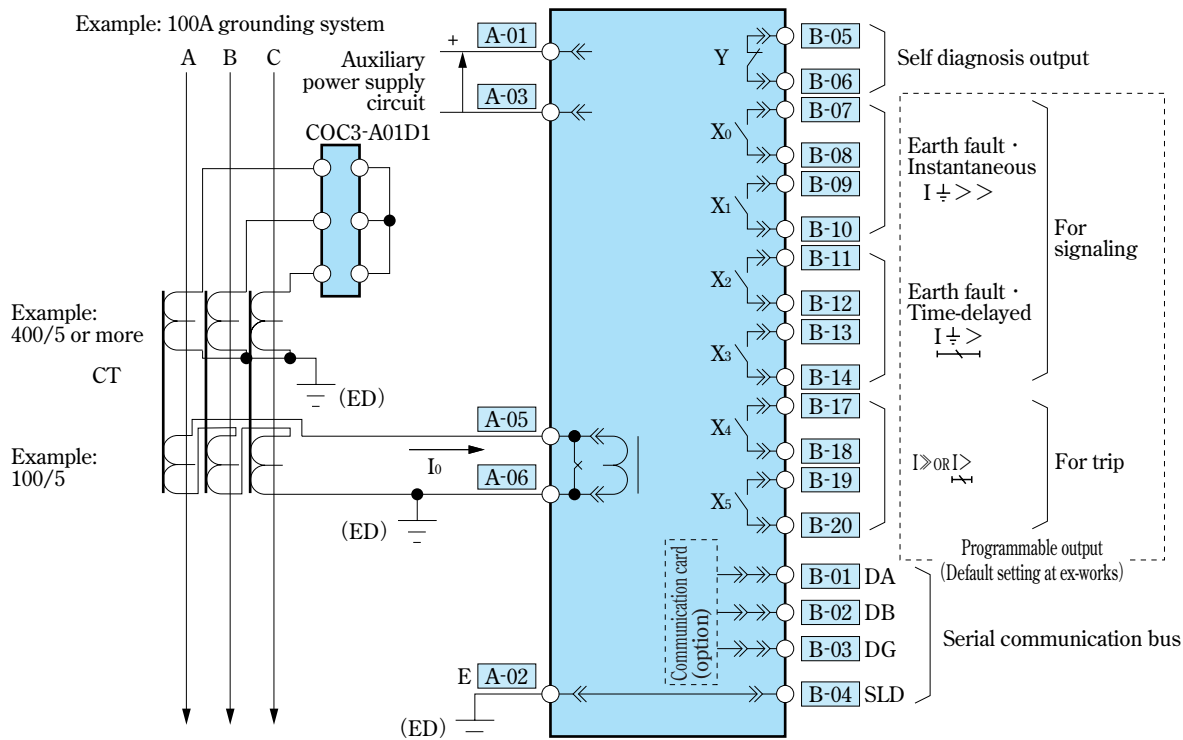 Example: 100A grounding system
A B C
+
A-01
Auxiliary
power supply
circuit
A-03
COC3-A01D1
Example:
400/5 or more
CT
(ED)
Example:
100/5
A-05
I0
A-06
(ED)
E A-02
(ED)
Y
X0
X1
X2
X3
X4
X5
Communication card
(option)
B-05
B-06
B-07
B-08
B-09
B-10
B-11
B-12
B-13
B-14
B-17
B-18
B-19
B-20
B-01 DA
B-02 DB
B-03 DG
B-04 SLD
Self diagnosis output
Earth fault・
Instantaneous
I⏚>>
Earth fault・
Time-delayed
I⏚>
For
signaling
I≫ORI>
For trip
Programmable output
(Default setting at ex-works)
Serial communication bus